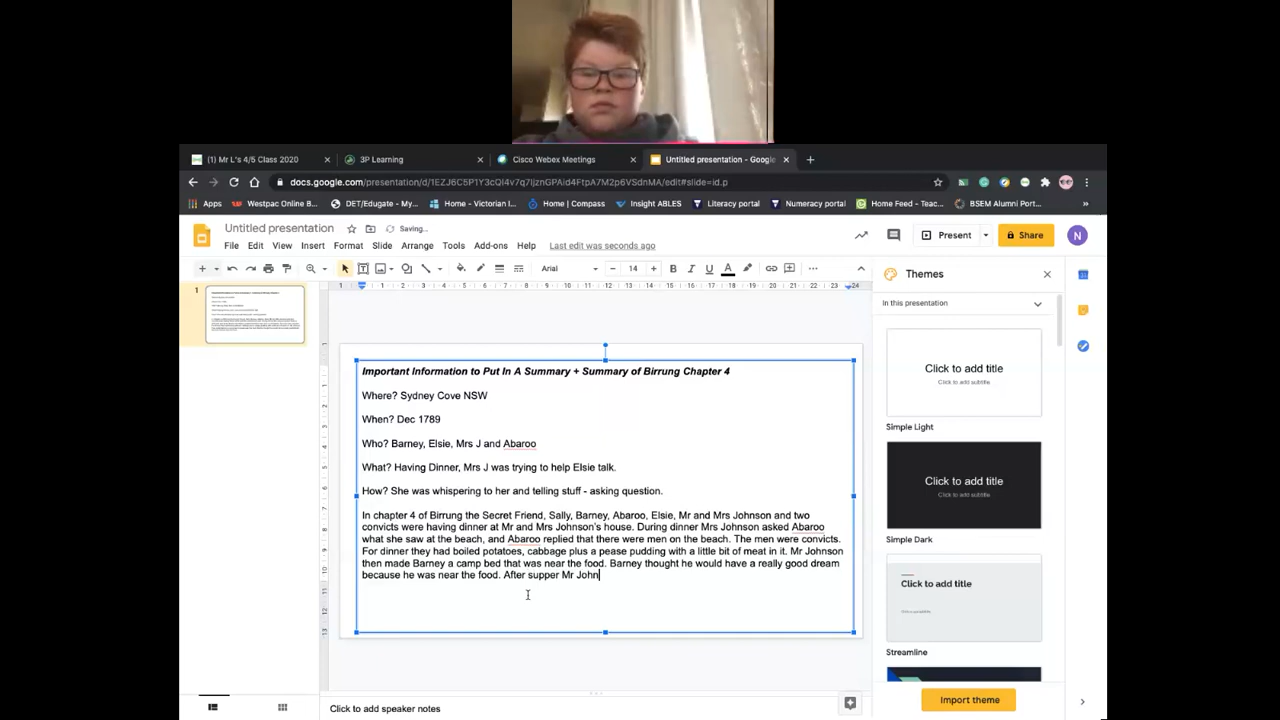 (1) Mr L's 4/5 Class 2020
3P Learning
Cisco Webex Meetings
Untitled presentation - Google
docs.google.com/presentation/d/1EZJ6C5P1Y3cQI4v7q7IjznGPAid4FtpA7M2p6VSdnMA/edit#slide=id.p
Apps
Westpac Online B...
DET/Edugate - My...
Home - Victorian I...
Home | Compass
Insight ABLES
Literacy portal
Numeracy portal
Home Feed - Teac...
BSEM Alumni Port...
»
Untitled presentation
Saving...
File Edit View Insert Format Slide Arrange Tools Add-ons Help Last edit was seconds ago
Present
Share
N
Arial
14
B I U A
Themes
In this presentation
1
Important Information to Put In A Summary + Summary of Birrung Chapter 4
Where? Sydney Cove NSW
When? Dec 1789
Who? Barney, Elsie, Mrs J and Abaroo
What? Having Dinner, Mrs J was trying to help Elsie talk.
How? She was whispering to her and telling stuff - asking question.
In chapter 4 of Birrung the Secret Friend, Sally, Barney, Abaroo, Elsie, Mr and Mrs Johnson and two
convicts were having dinner at Mr and Mrs Johnson's house. During dinner Mrs Johnson asked Abaroo
what she saw at the beach, and Abaroo replied that there were men on the beach. The men were convicts.
For dinner they had boiled potatoes, cabbage plus a pease pudding with a little bit of meat in it. Mr Johnson
then made Barney a camp bed that was near the food. Barney thought he would have a really good dream
because he was near the food. After supper Mr John
Click to add title
Click to add subtitle
Simple Light
Click to add title
Click to add subtitle
Simple Dark
Click to add title
Streamline
Import theme
Click to add speaker notes